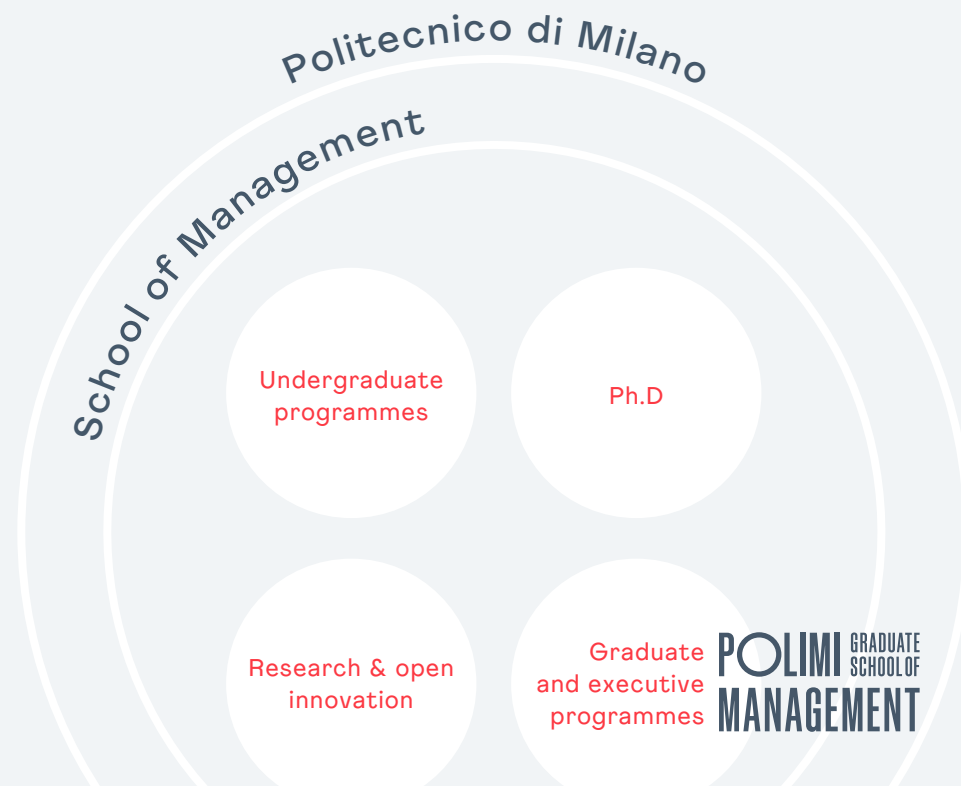 Politecnico di Milano
School of Management
Undergraduate
programmes
Ph.D
Research & open
innovation
Graduate
and executive
programmes
POLIMI GRADUATE
SCHOOL OF
MANAGEMENT